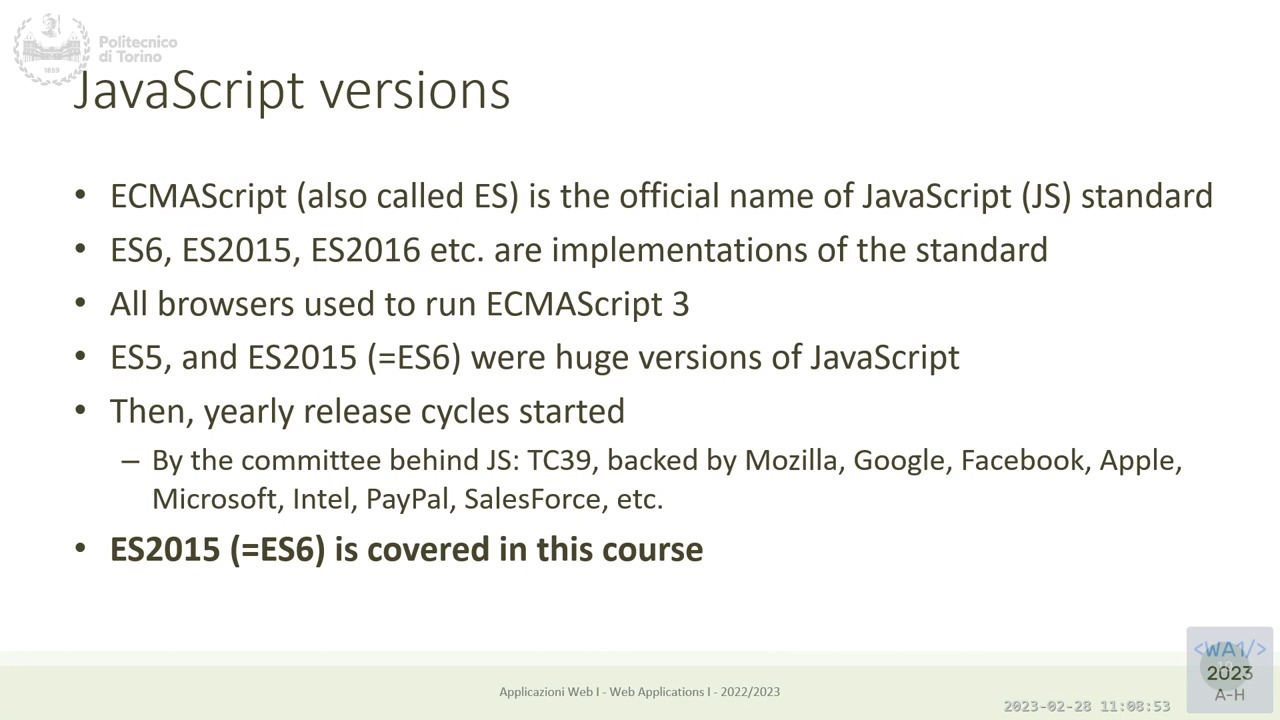 Politecnico
di Torino
1859
JavaScript versions
• ECMAScript (also called ES) is the official name of JavaScript (JS) standard
• ES6, ES2015, ES2016 etc. are implementations of the standard
• All browsers used to run ECMAScript 3
• ES5, and ES2015 (=ES6) were huge versions of JavaScript
• Then, yearly release cycles started
– By the committee behind JS: TC39, backed by Mozilla, Google, Facebook, Apple,
Microsoft, Intel, PayPal, SalesForce, etc.
• ES2015 (=ES6) is covered in this course
Applicazioni Web I - Web Applications I - 2022/2023
2023-02-28 11:08:53
<WA1/>
2023
A-H